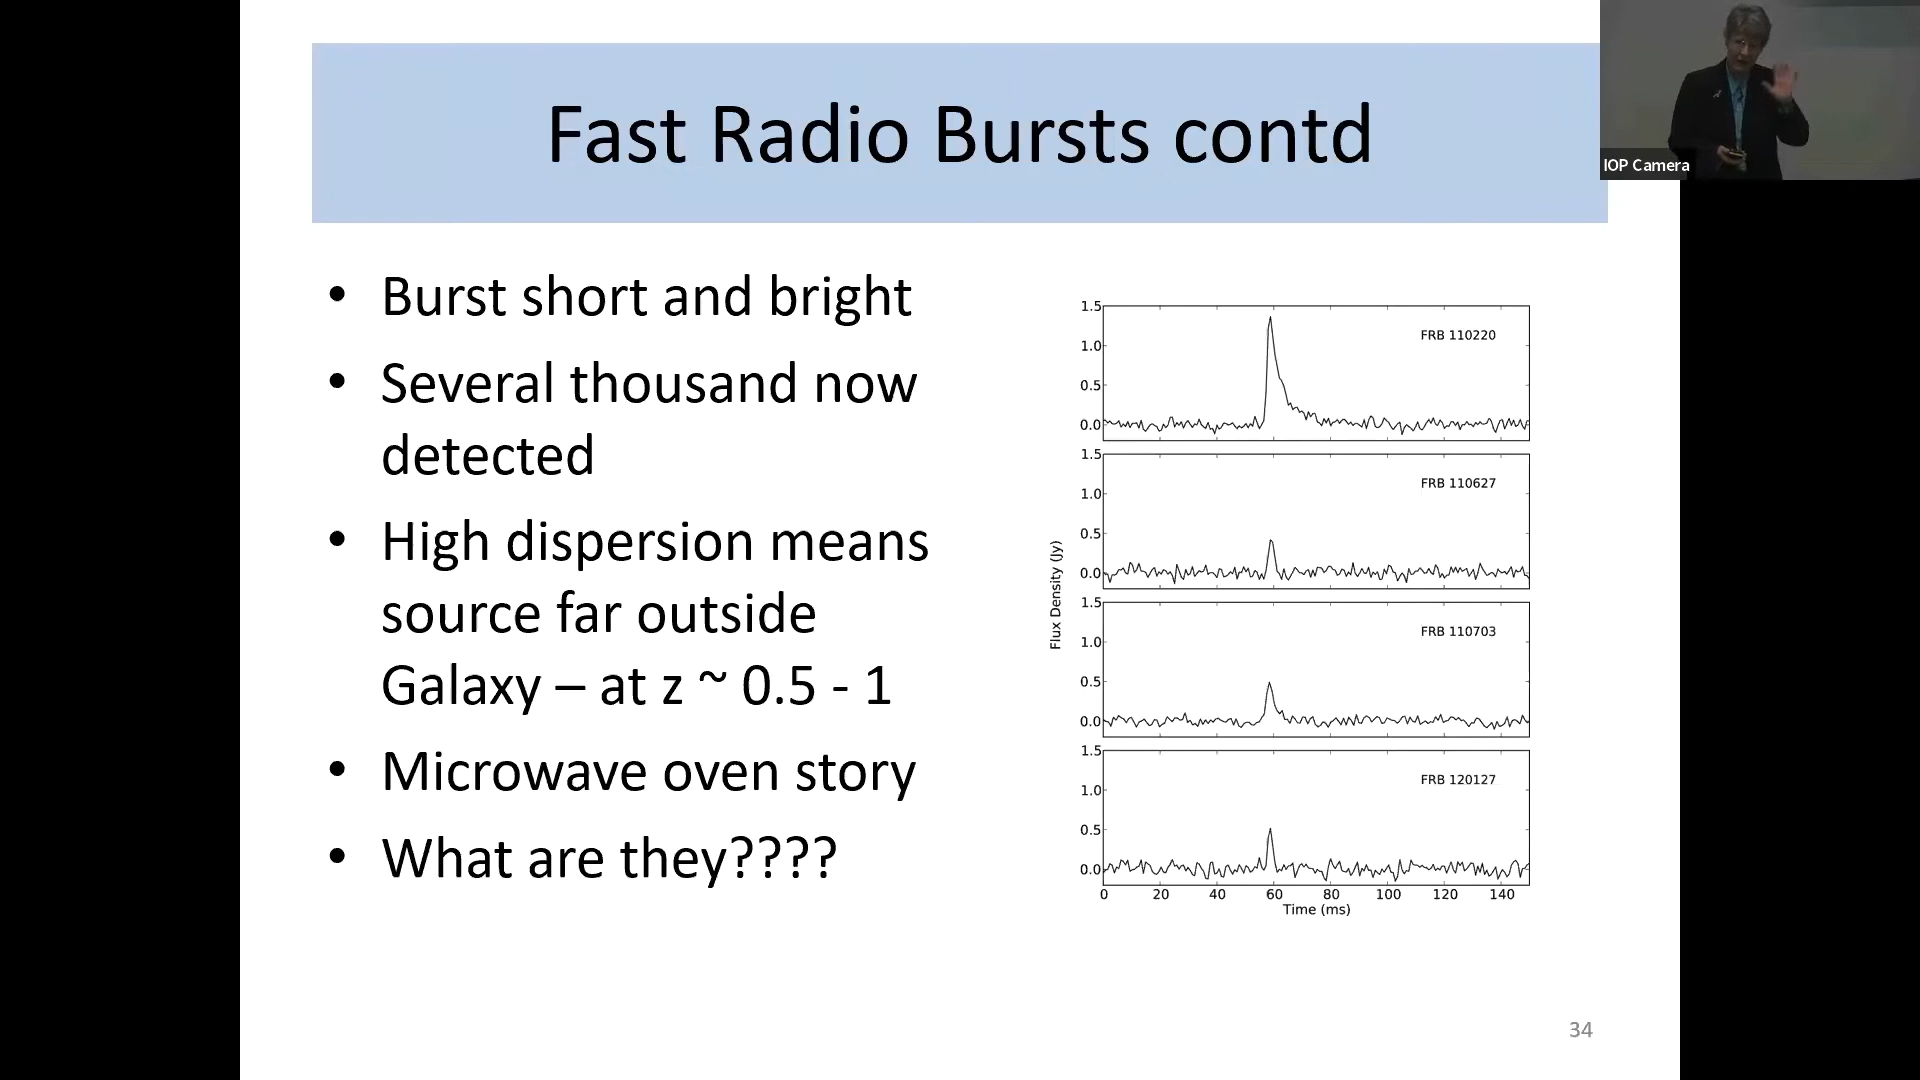 Fast Radio Bursts contd
IOP Camera
• Burst short and bright
• Several thousand now
detected
• High dispersion means
source far outside
Galaxy – at z ~ 0.5 - 1
• Microwave oven story
• What are they????
Flux Density (Jy)
1.5
1.0
0.5
0.0
FRB 110220
1.5
1.0
0.5
0.0
FRB 110627
1.5
1.0
0.5
0.0
FRB 110703
1.5
1.0
0.5
0.0
FRB 120127
0 20 40 60 80 100 120 140
Time (ms)
34